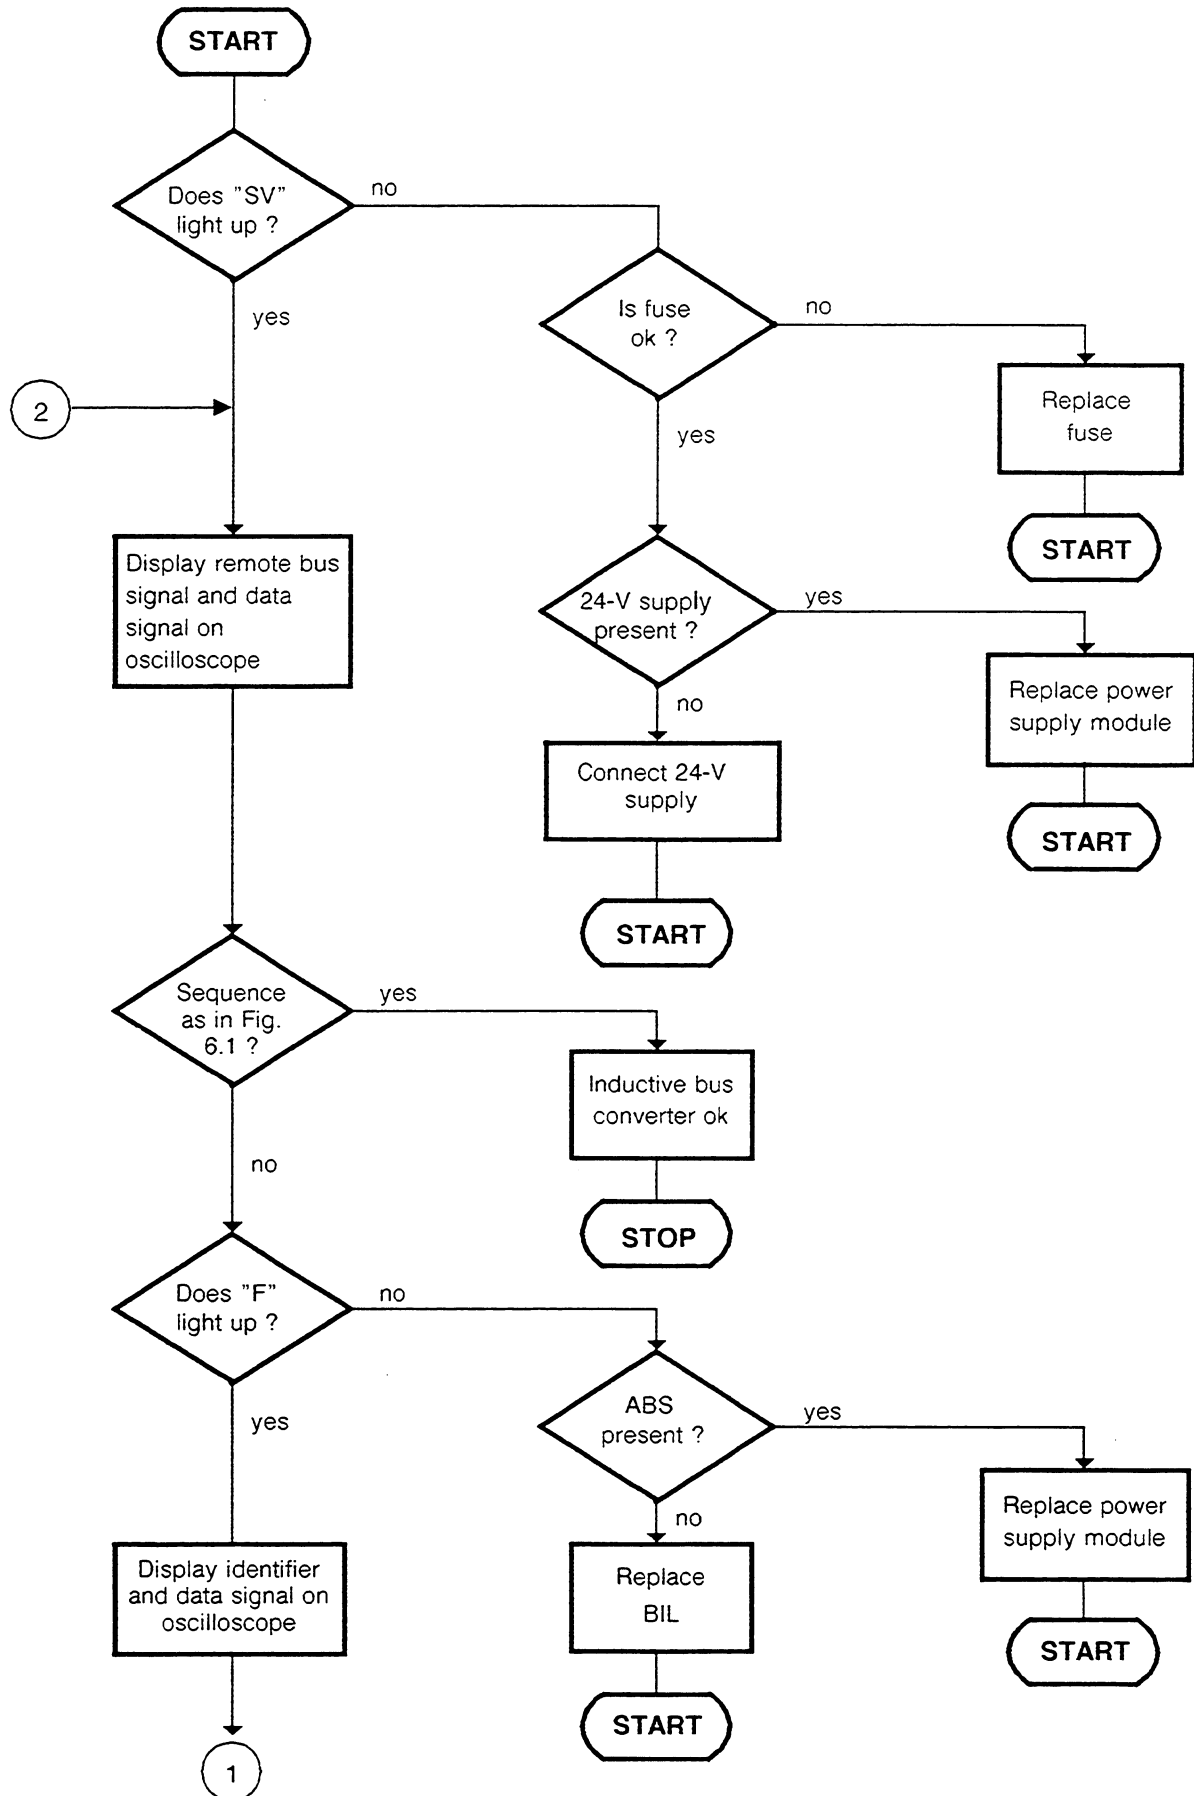 START
Does "SV"
light up ?
no
yes
Is fuse
ok ?
no
Replace
fuse
START
yes
2
Display remote bus
signal and data
signal on
oscilloscope
24-V supply
present ?
yes
Replace power
supply module
START
no
Connect 24-V
supply
START
Sequence
as in Fig.
6.1 ?
yes
Inductive bus
converter ok
STOP
no
Does "F"
light up ?
no
ABS
present ?
yes
Replace power
supply module
START
no
Replace
BIL
START
yes
Display identifier
and data signal on
oscilloscope
1